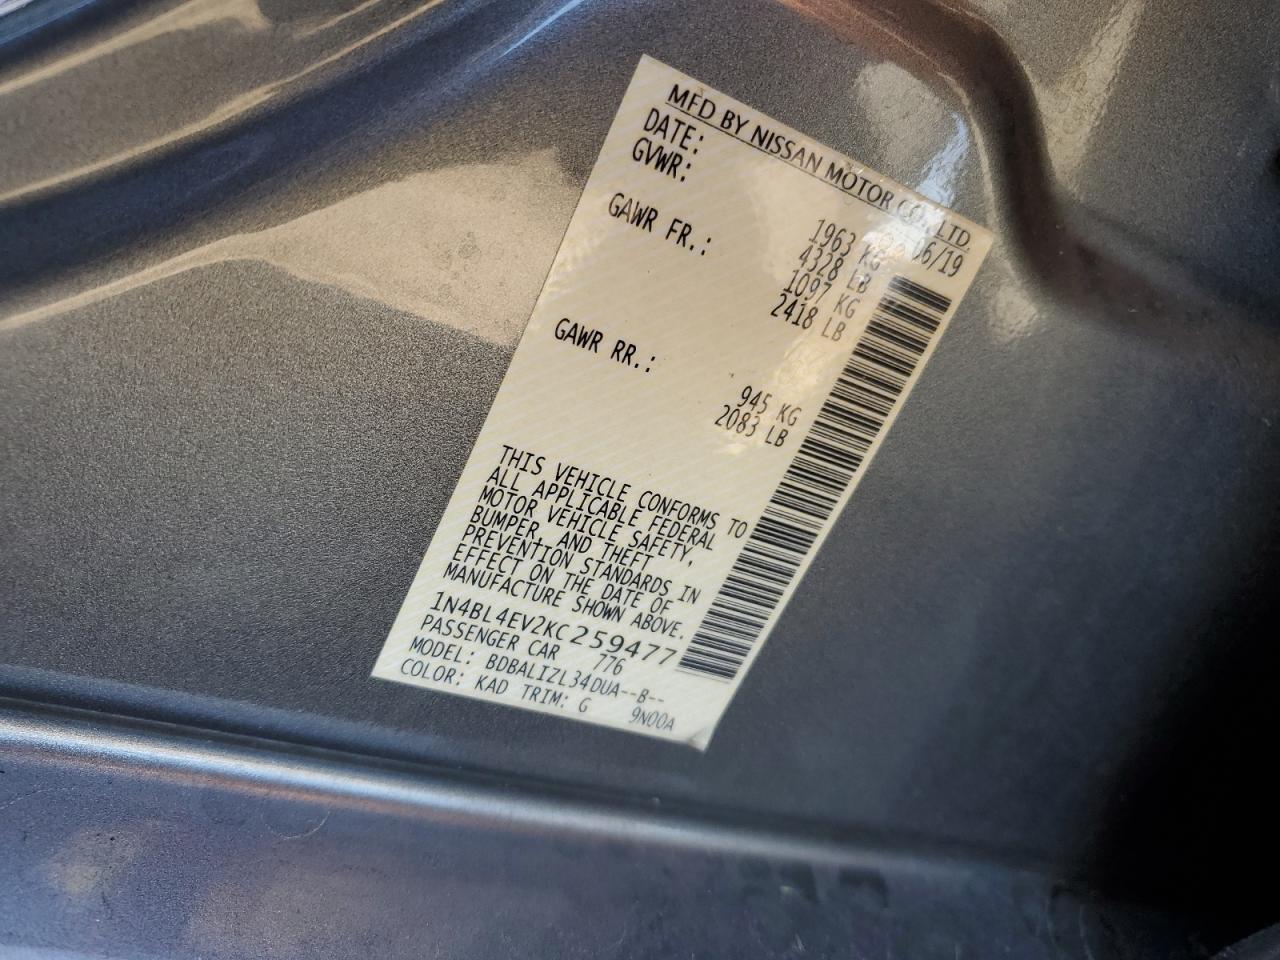 MFD BY NISSAN MOTOR CO., LTD.
DATE: 06/19
GVWR: 1963 KG
4328 LB
GAWR FR.: 1097 KG
2418 LB
GAWR RR.: 945 KG
2083 LB
THIS VEHICLE CONFORMS TO
ALL APPLICABLE FEDERAL
MOTOR VEHICLE SAFETY,
BUMPER, AND THEFT
PREVENTION STANDARDS IN
EFFECT ON THE DATE OF
MANUFACTURE SHOWN ABOVE.
1N4BL4EV2KC259477
PASSENGER CAR 776
MODEL: BDBALIZL34DUA--B--
COLOR: KAD TRIM: G 9N00A